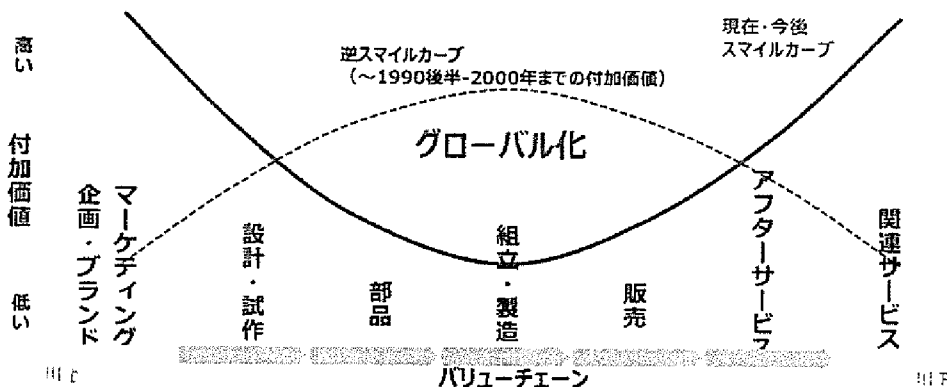 高い
付加価値
低い
逆スマイルカーブ
（～1990後半-2000年までの付加価値）
現在・今後
スマイルカーブ
グローバル化
企画・ブランド
マーケティング
設計・試作
部品
組立・製造
販売
アフターサービス
関連サービス
川上
バリューチェーン
川下